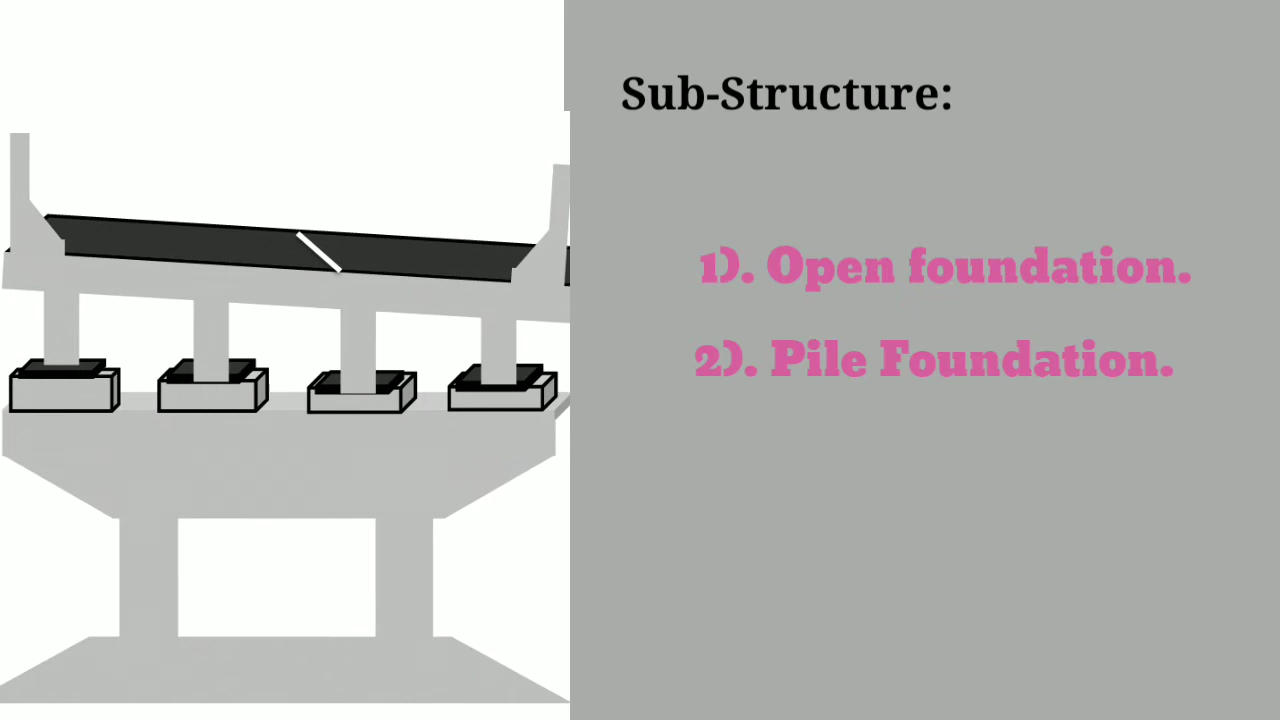 Sub-Structure:
1). Open foundation.
2). Pile Foundation.